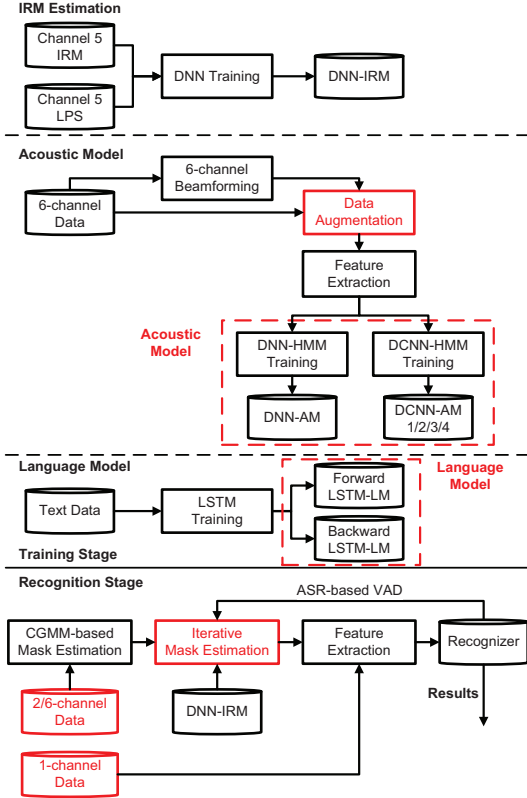 IRM Estimation
Channel 5
IRM
Channel 5
LPS
DNN Training
DNN-IRM
Acoustic Model
6-channel
Data
6-channel
Beamforming
Data
Augmentation
Feature
Extraction
Acoustic
Model
DNN-HMM
Training
DCNN-HMM
Training
DNN-AM
DCNN-AM
1/2/3/4
Language Model
Text Data
LSTM
Training
Forward
LSTM-LM
Backward
LSTM-LM
Language
Model
Training Stage
Recognition Stage
ASR-based VAD
CGMM-based
Mask Estimation
Iterative
Mask Estimation
Feature
Extraction
Recognizer
2/6-channel
Data
DNN-IRM
Results
1-channel
Data